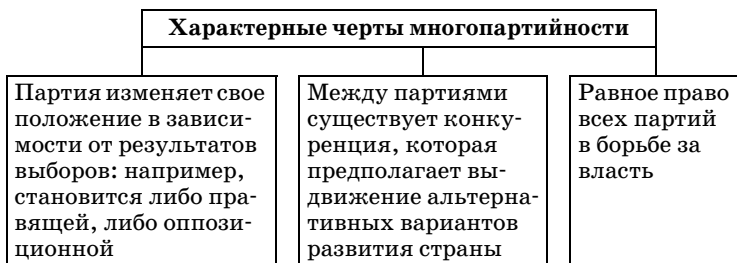 Характерные черты многопартийности
Партия изменяет свое
положение в зависи-
мости от результатов
выборов: например,
становится либо пра-
вящей, либо оппози-
ционной
Между партиями
существует конку-
ренция, которая
предполагает вы-
движение альтерна-
тивных вариантов
развития страны
Равное право
всех партий
в борьбе за
власть